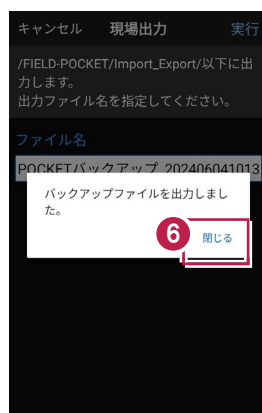 キャンセル 現場出力 実行
/FIELD-POCKET/Import_Export/以下に出
力します。
出力ファイル名を指定してください。
ファイル名
POCKETバックアップ_202406041013
バックアップファイルを出力しまし
た。
6 閉じる